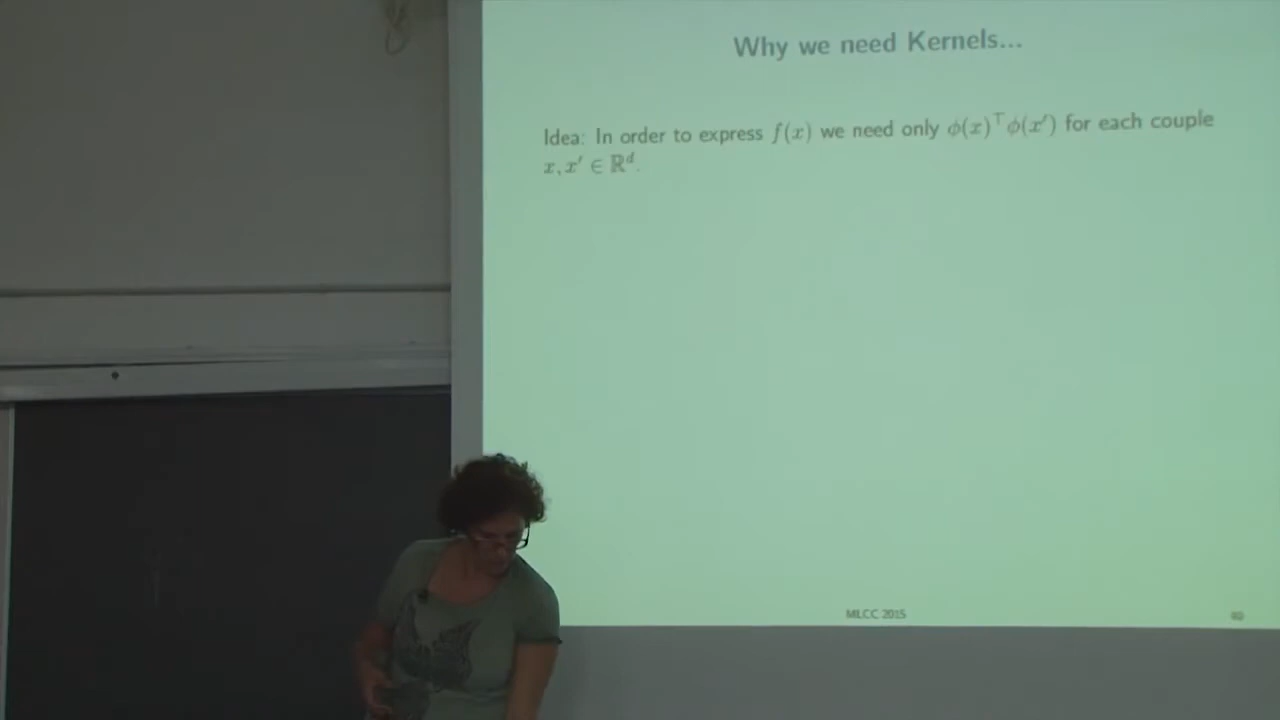 Why we need Kernels...
Idea: In order to express f(x) we need only ϕ(x)⊤ϕ(x′) for each couple
x, x′ ∈ ℝᵈ.
MLCC 2015